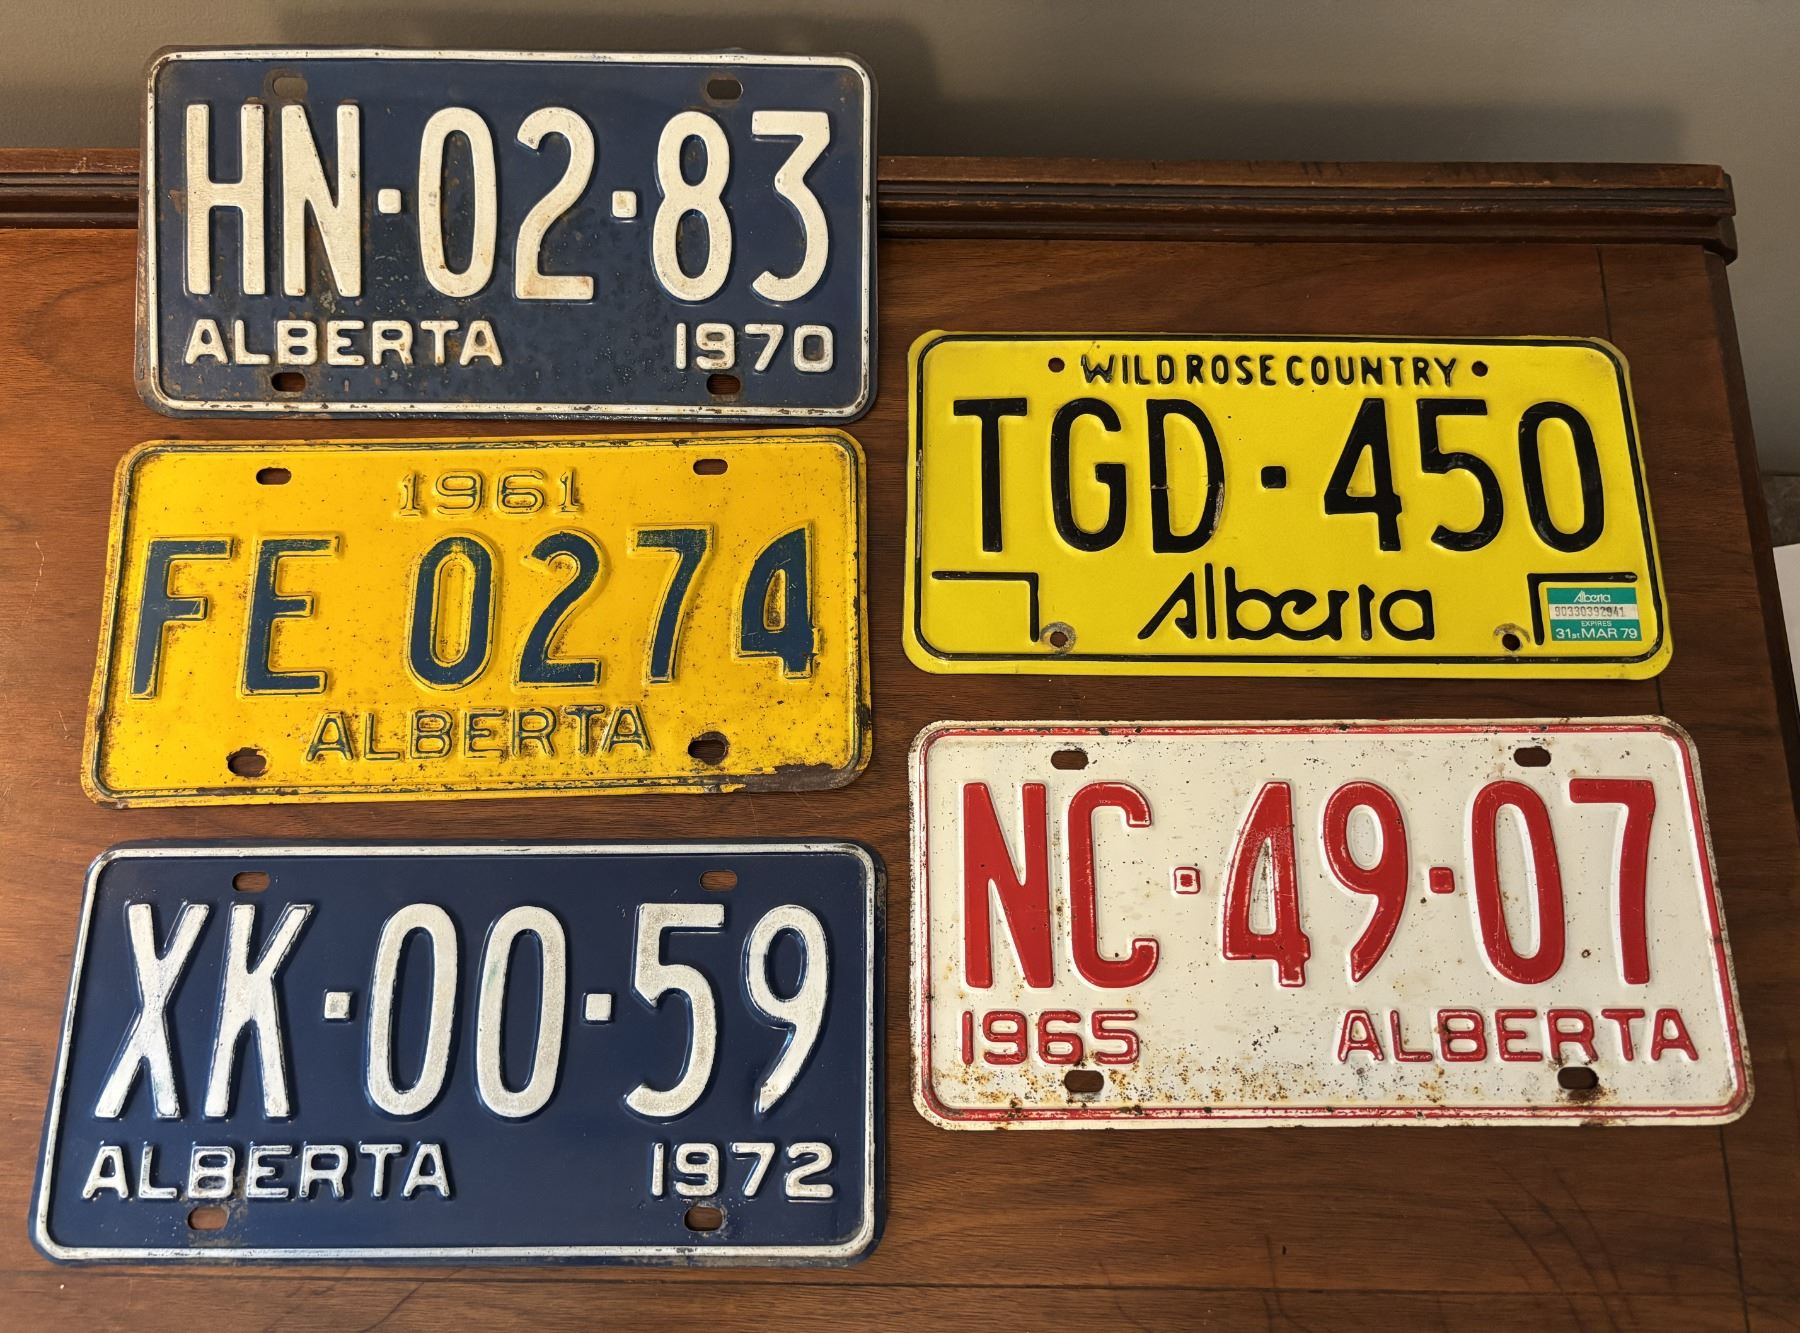 HN·02·83
ALBERTA 1970
1961
FE 0274
ALBERTA
XK·00·59
ALBERTA 1972
WILD ROSE COUNTRY
TGD·450
Alberta
Alberta
90330392941
EXPIRES
31st MAR 79
NC·49·07
1965 ALBERTA